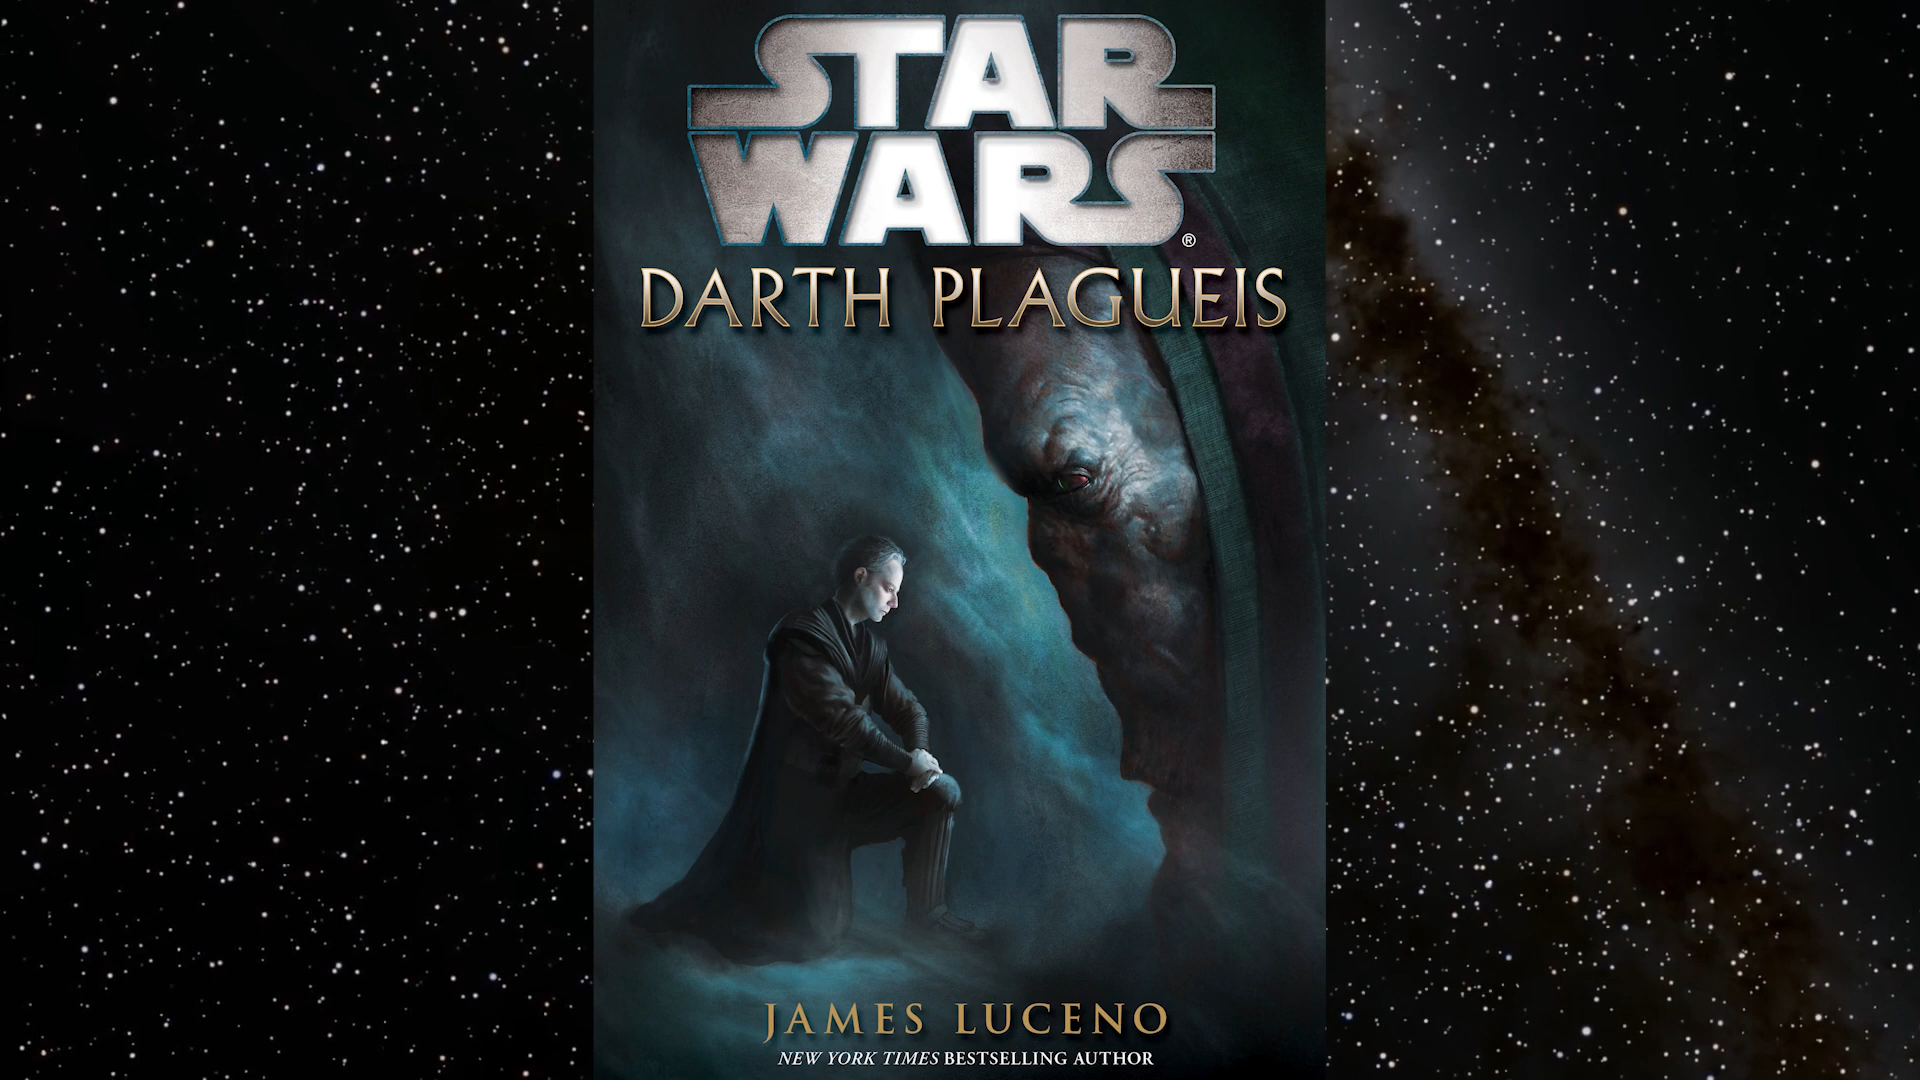 STAR
WARS®
DARTH PLAGUEIS
JAMES LUCENO
NEW YORK TIMES BESTSELLING AUTHOR